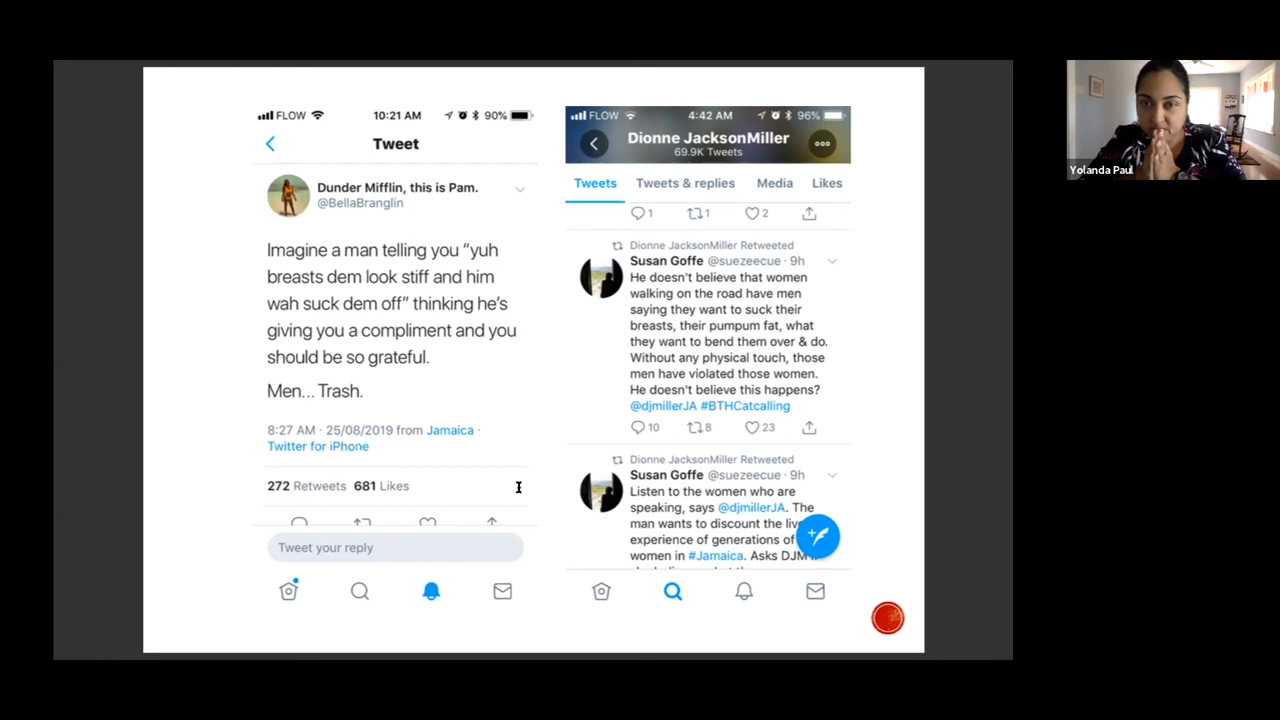 FLOW 10:21 AM 90%
Tweet
Dunder Mifflin, this is Pam.
@BellaBranglin
Imagine a man telling you “yuh
breasts dem look stiff and him
wah suck dem off” thinking he’s
giving you a compliment and you
should be so grateful.
Men... Trash.
8:27 AM · 25/08/2019 from Jamaica ·
Twitter for iPhone
272 Retweets 681 Likes
Tweet your reply
FLOW 4:42 AM 96%
Dionne JacksonMiller
69.9K Tweets
Tweets Tweets & replies Media Likes
1 1 2
Dionne JacksonMiller Retweeted
Susan Goffe @suezeecue · 9h
He doesn't believe that women
walking on the road have men
saying they want to suck their
breasts, their pumpum fat, what
they want to bend them over & do.
Without any physical touch, those
men have violated those women.
He doesn't believe this happens?
@djmillerJA #BTHCatcalling
10 8 23
Dionne JacksonMiller Retweeted
Susan Goffe @suezeecue · 9h
Listen to the women who are
speaking, says @djmillerJA. The
man wants to discount the
experience of generations of
women in #Jamaica. Asks DJM
Yolanda Paul